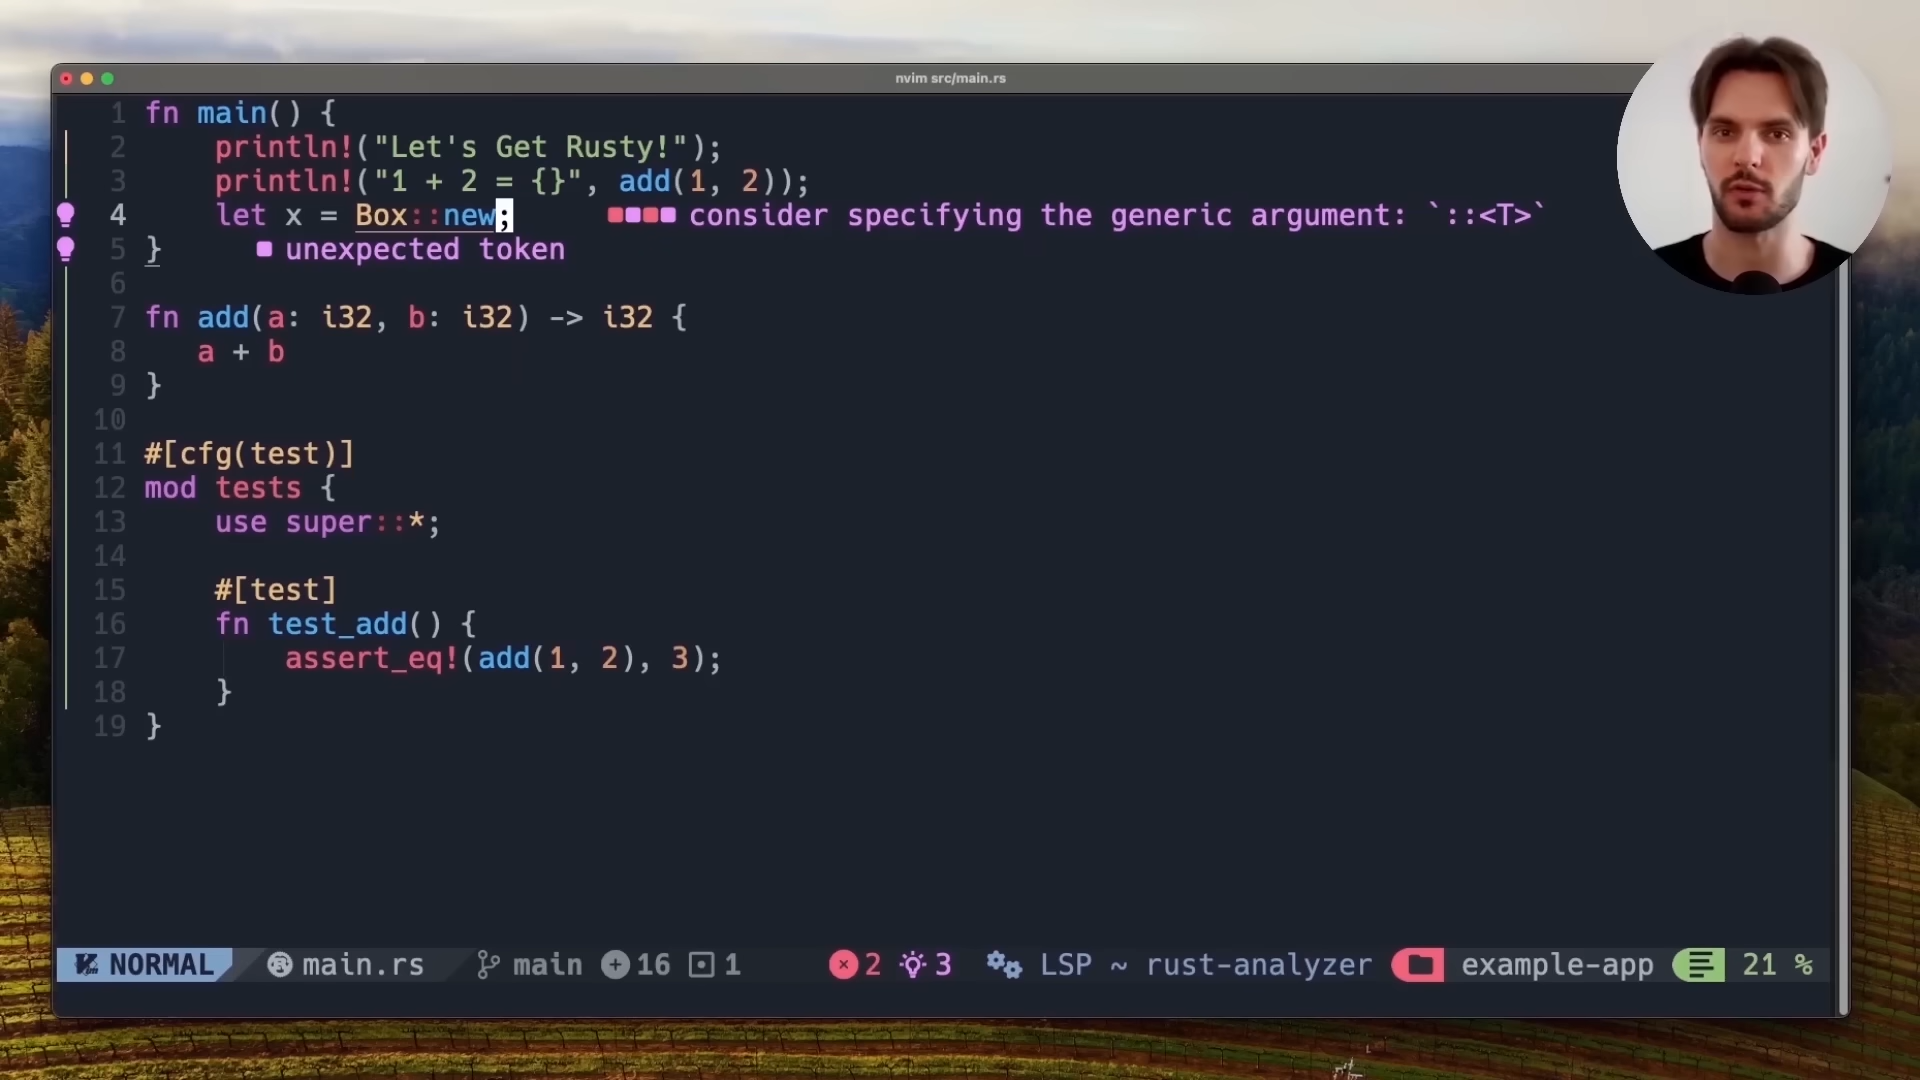 nvim src/main.rs
1 fn main() {
2 println!("Let's Get Rusty!");
3 println!("1 + 2 = {}", add(1, 2));
4 let x = Box::new; consider specifying the generic argument: `::<T>`
5 } unexpected token
6
7 fn add(a: i32, b: i32) -> i32 {
8 a + b
9 }
10
11 #[cfg(test)]
12 mod tests {
13 use super::*;
14
15 #[test]
16 fn test_add() {
17 assert_eq!(add(1, 2), 3);
18 }
19 }
NORMAL main.rs main 16 1 2 3 LSP ~ rust-analyzer example-app 21 %